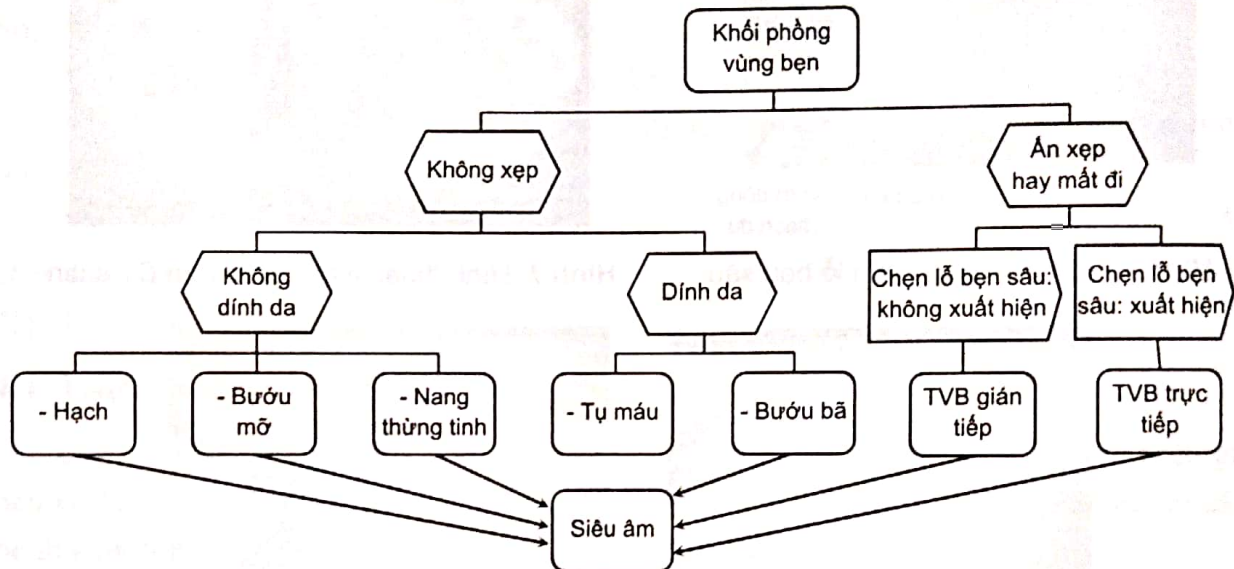 Khối phồng
vùng bẹn
Không xẹp
Ấn xẹp
hay mất đi
Không
dính da
Dính da
Chẹn lỗ bẹn sâu:
không xuất hiện
Chẹn lỗ bẹn
sâu: xuất hiện
- Hạch
- Bướu
mỡ
- Nang
thừng tinh
- Tụ máu
- Bướu bã
TVB gián
tiếp
TVB trực
tiếp
Siêu âm